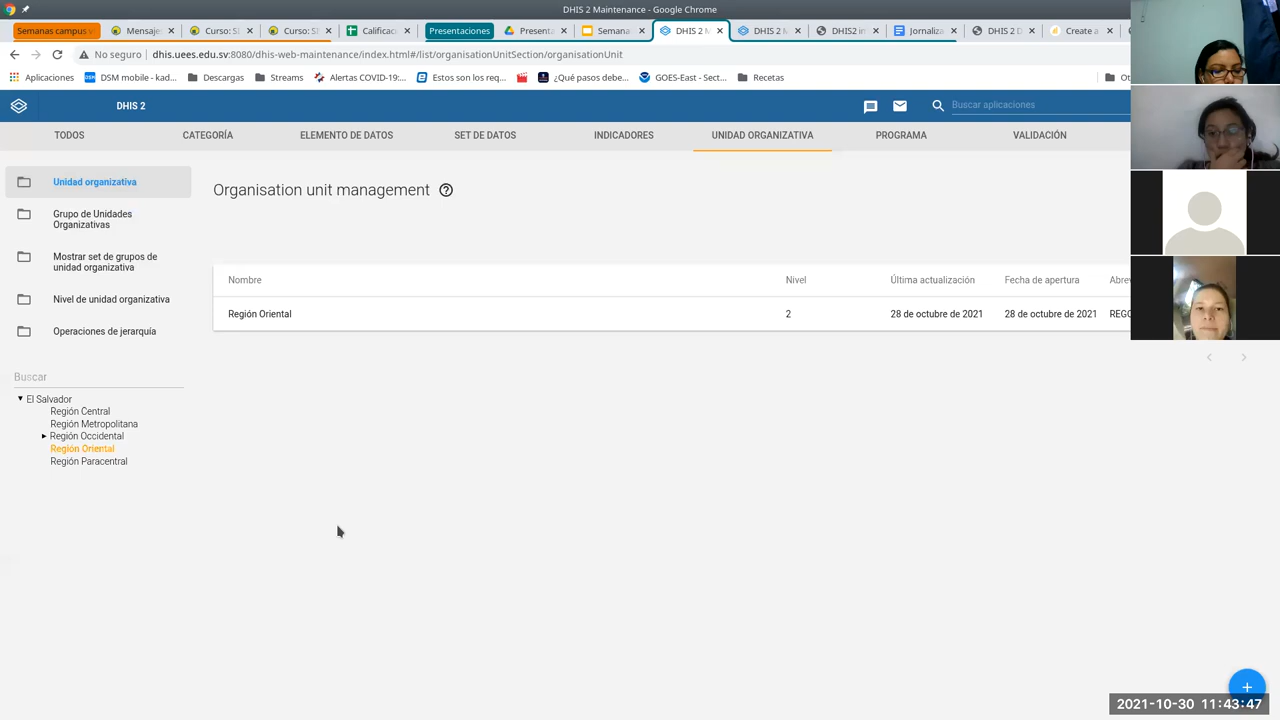 DHIS 2 Maintenance - Google Chrome
Semanas campus v
Mensaje
Curso: S
Curso: S
Calificac
Presentaciones
Presenta
Semana
DHIS 2 M
DHIS 2 M
DHIS2 in
Jornaliza
DHIS 2 D
Create a
No seguro
dhis.uees.edu.sv:8080/dhis-web-maintenance/index.html#/list/organisationUnitSection/organisationUnit
Aplicaciones
DSM mobile - kad...
Descargas
Streams
Alertas COVID-19:...
Estos son los req...
¿Qué pasos debe...
GOES-East - Sect...
Recetas
Ot
DHIS 2
Buscar aplicaciones
TODOS
CATEGORÍA
ELEMENTO DE DATOS
SET DE DATOS
INDICADORES
UNIDAD ORGANIZATIVA
PROGRAMA
VALIDACIÓN
Unidad organizativa
Grupo de Unidades
Organizativas
Mostrar set de grupos de
unidad organizativa
Nivel de unidad organizativa
Operaciones de jerarquía
Buscar
El Salvador
Región Central
Región Metropolitana
Región Occidental
Región Oriental
Región Paracentral
Organisation unit management
Nombre Nivel Última actualización Fecha de apertura Abre
Región Oriental 2 28 de octubre de 2021 28 de octubre de 2021 REGO
2021-10-30 11:43:47